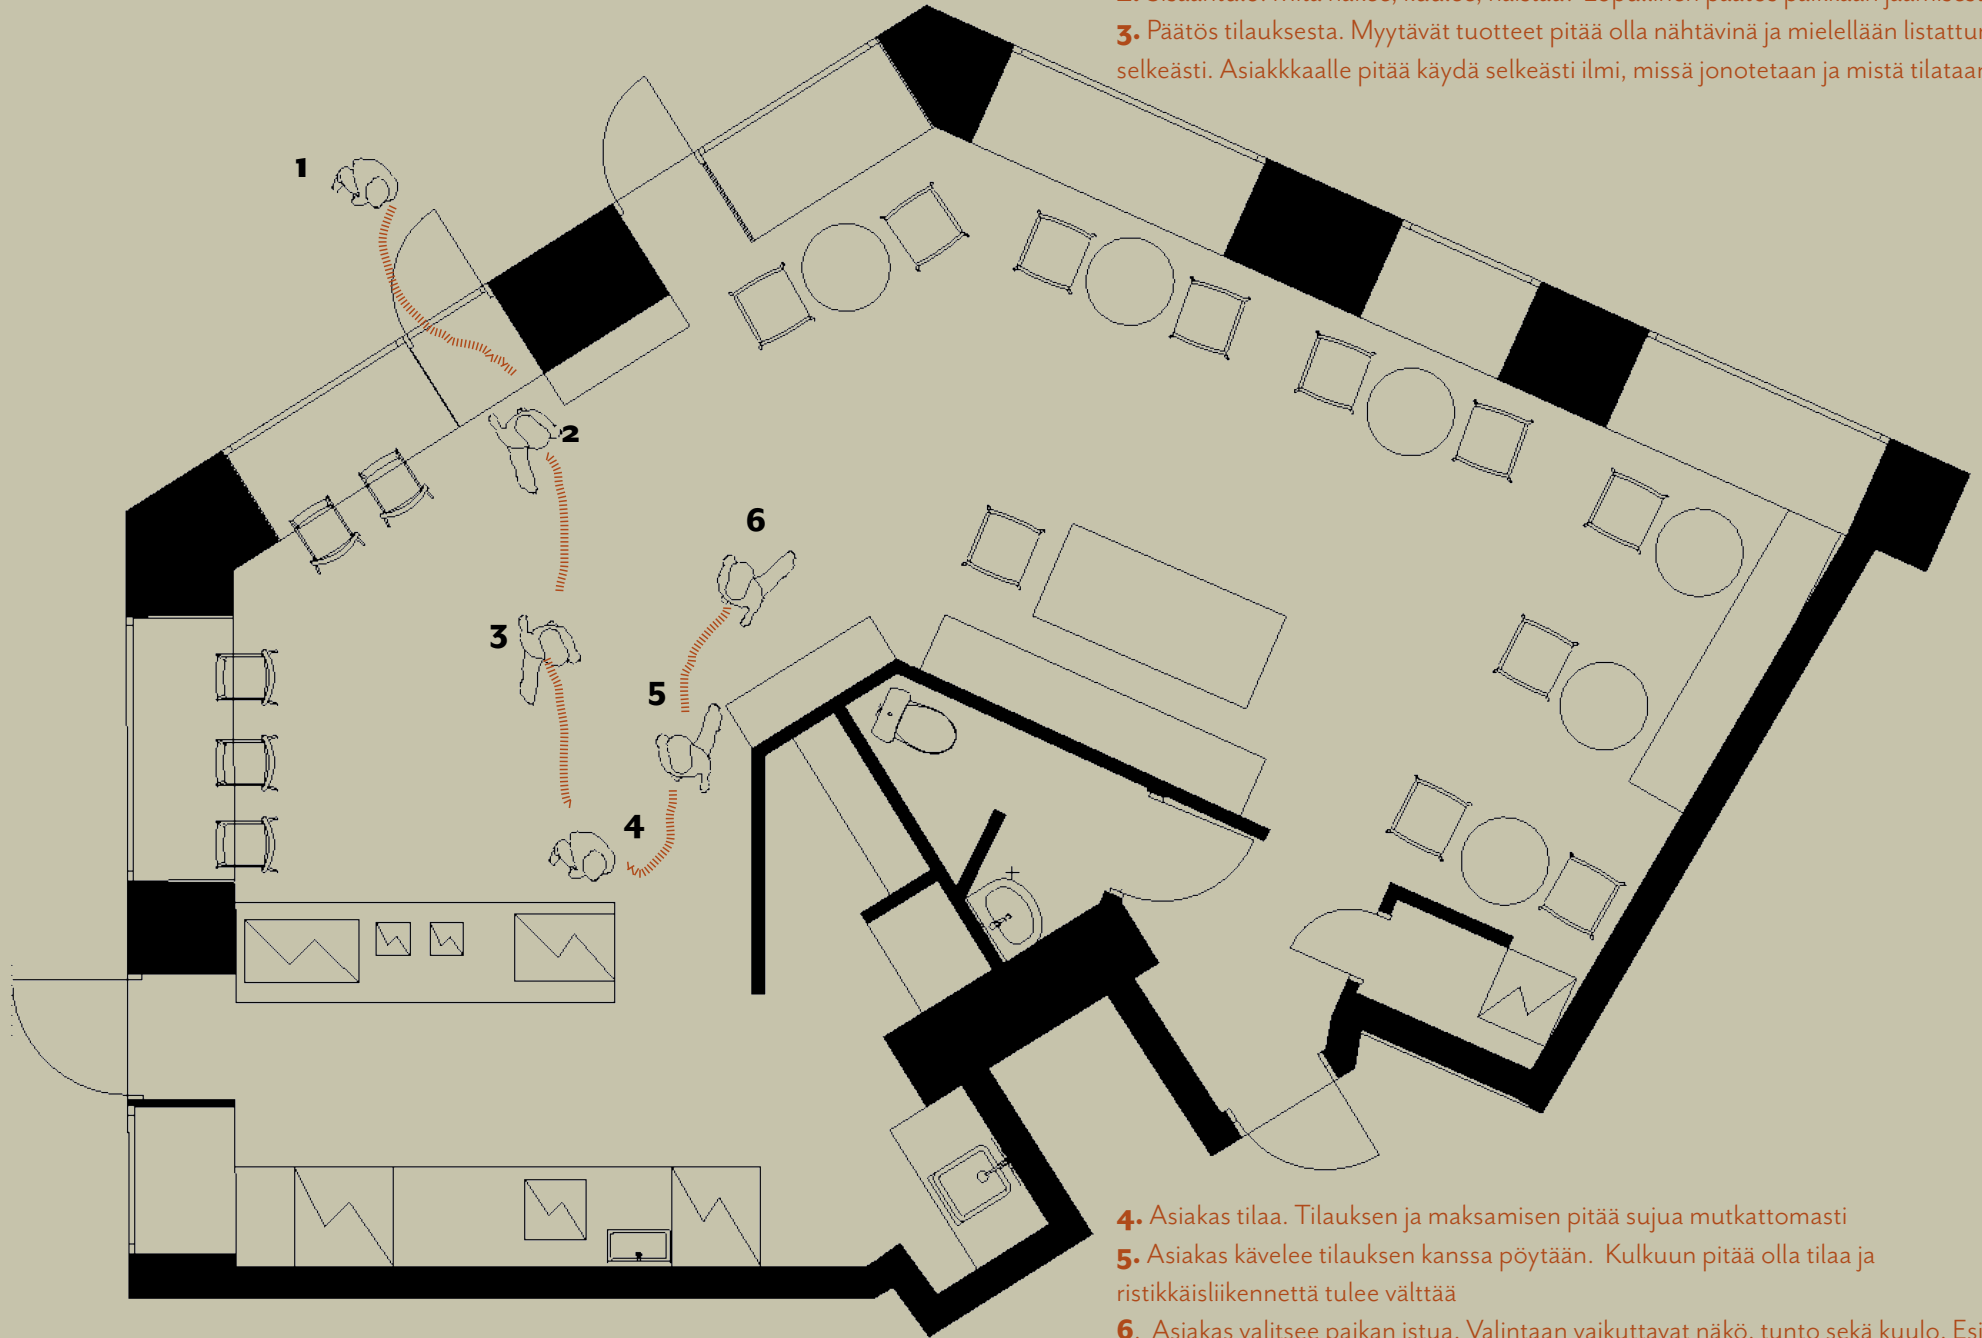 3. Päätös tilauksesta. Myytävät tuotteet pitää olla nähtävinä ja mielellään listattun
selkeästi. Asiakkkaalle pitää käydä selkeästi ilmi, missä jonotetaan ja mistä tilataan
1
2
6
3
5
4
4. Asiakas tilaa. Tilauksen ja maksamisen pitää sujua mutkattomasti
5. Asiakas kävelee tilauksen kanssa pöytään. Kulkuun pitää olla tilaa ja
ristikkäisliikennettä tulee välttää
6. Asiakas valitsee paikan istua. Valintaan vaikuttavat näkö, tunto sekä kuulo.